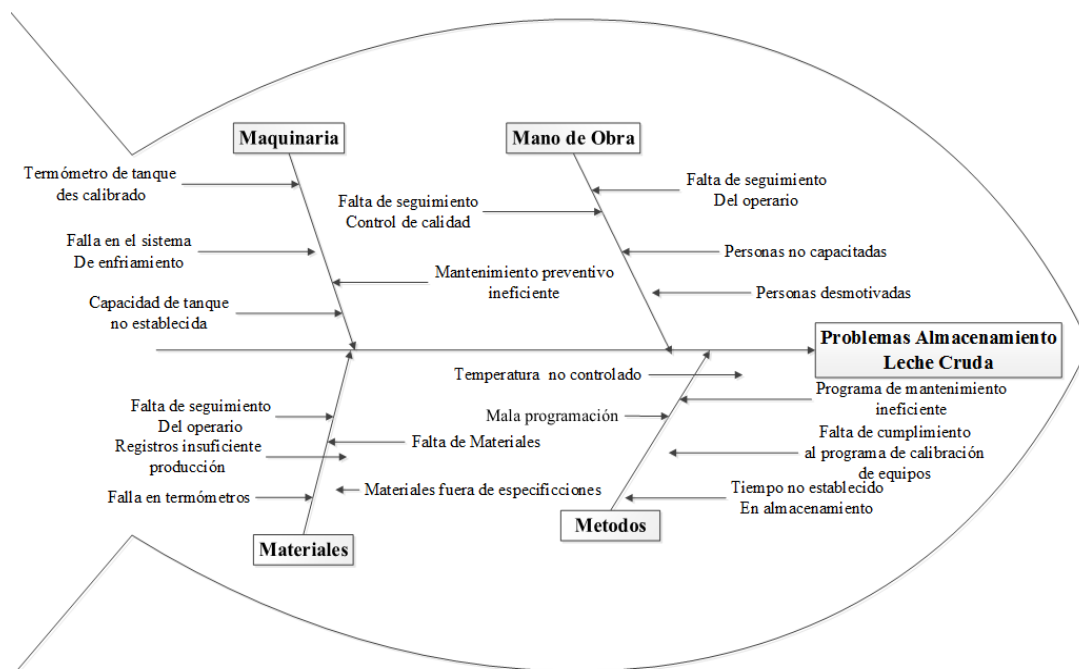 Maquinaria
Mano de Obra
Termómetro de tanque
des calibrado
Falla en el sistema
De enfriamiento
Capacidad de tanque
no establecida
Mantenimiento preventivo
ineficiente
Falta de seguimiento
Control de calidad
Falta de seguimiento
Del operario
Personas no capacitadas
Personas desmotivadas
Problemas Almacenamiento
Leche Cruda
Falta de seguimiento
Del operario
Registros insuficiente
producción
Falla en termómetros
Falta de Materiales
Materiales fuera de especificciones
Materiales
Temperatura no controlado
Mala programación
Programa de mantenimiento
ineficiente
Falta de cumplimiento
al programa de calibración
de equipos
Tiempo no establecido
En almacenamiento
Metodos